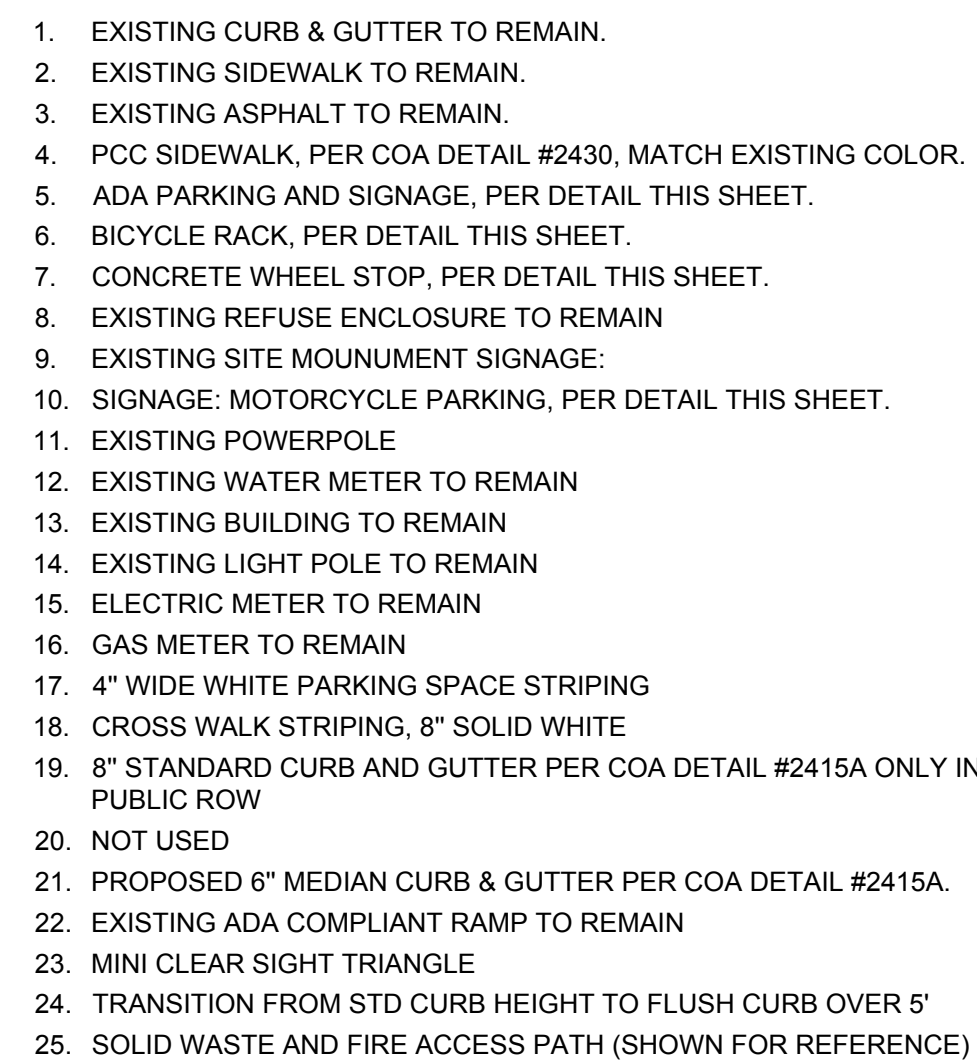 1. EXISTING CURB & GUTTER TO REMAIN.
2. EXISTING SIDEWALK TO REMAIN.
3. EXISTING ASPHALT TO REMAIN.
4. PCC SIDEWALK, PER COA DETAIL #2430, MATCH EXISTING COLOR.
5. ADA PARKING AND SIGNAGE, PER DETAIL THIS SHEET.
6. BICYCLE RACK, PER DETAIL THIS SHEET.
7. CONCRETE WHEEL STOP, PER DETAIL THIS SHEET.
8. EXISTING REFUSE ENCLOSURE TO REMAIN
9. EXISTING SITE MOUNUMENT SIGNAGE:
10. SIGNAGE: MOTORCYCLE PARKING, PER DETAIL THIS SHEET.
11. EXISTING POWERPOLE
12. EXISTING WATER METER TO REMAIN
13. EXISTING BUILDING TO REMAIN
14. EXISTING LIGHT POLE TO REMAIN
15. ELECTRIC METER TO REMAIN
16. GAS METER TO REMAIN
17. 4" WIDE WHITE PARKING SPACE STRIPING
18. CROSS WALK STRIPING, 8" SOLID WHITE
19. 8" STANDARD CURB AND GUTTER PER COA DETAIL #2415A ONLY IN
PUBLIC ROW
20. NOT USED
21. PROPOSED 6" MEDIAN CURB & GUTTER PER COA DETAIL #2415A.
22. EXISTING ADA COMPLIANT RAMP TO REMAIN
23. MINI CLEAR SIGHT TRIANGLE
24. TRANSITION FROM STD CURB HEIGHT TO FLUSH CURB OVER 5'
25. SOLID WASTE AND FIRE ACCESS PATH (SHOWN FOR REFERENCE)